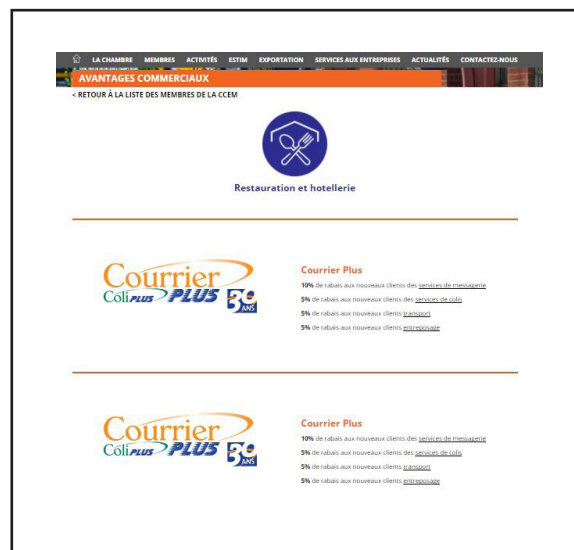 LA CHAMBRE MEMBRES ACTIVITÉS ESTIM EXPORTATION SERVICES AUX ENTREPRISES ACTUALITÉS CONTACTEZ-NOUS
AVANTAGES COMMERCIAUX
< RETOUR À LA LISTE DES MEMBRES DE LA CCEM
Restauration et hotellerie
Courrier
Coliplus PLUS 30
ANS
Courrier Plus
10% de rabais aux nouveaux clients des services de messagerie
5% de rabais aux nouveaux clients des services de colis
5% de rabais aux nouveaux clients transport
5% de rabais aux nouveaux clients entreposage
Courrier
Coliplus PLUS 30
ANS
Courrier Plus
10% de rabais aux nouveaux clients des services de messagerie
5% de rabais aux nouveaux clients des services de colis
5% de rabais aux nouveaux clients transport
5% de rabais aux nouveaux clients entreposage